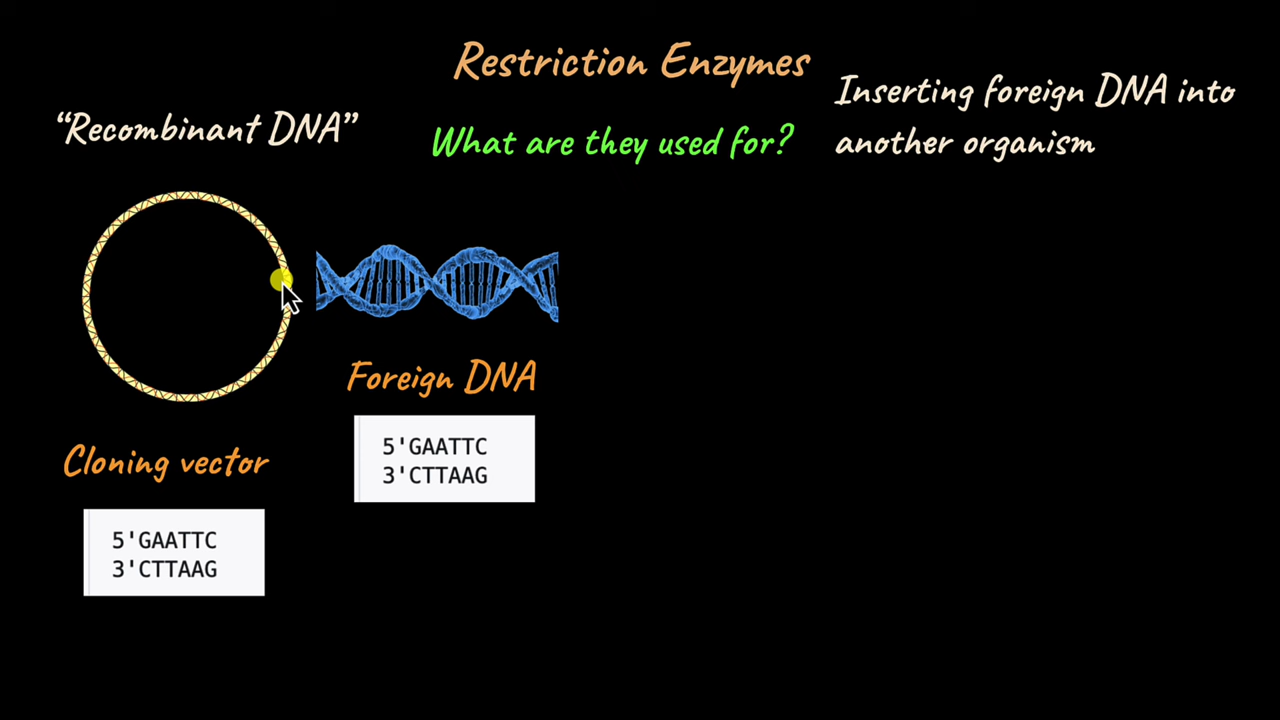 Restriction Enzymes
"Recombinant DNA"
What are they used for?
Inserting foreign DNA into
another organism
Foreign DNA
5'GAATTC
3'CTTAAG
Cloning vector
5'GAATTC
3'CTTAAG